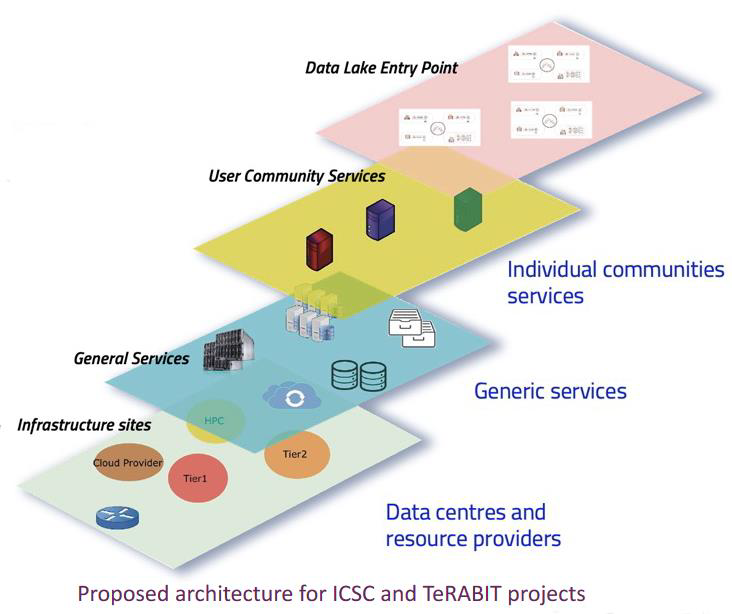 Data Lake Entry Point
User Community Services
Individual communities
services
General Services
Generic services
Infrastructure sites
HPC
Cloud Provider
Tier1
Tier2
Data centres and
resource providers
Proposed architecture for ICSC and TeRABIT projects